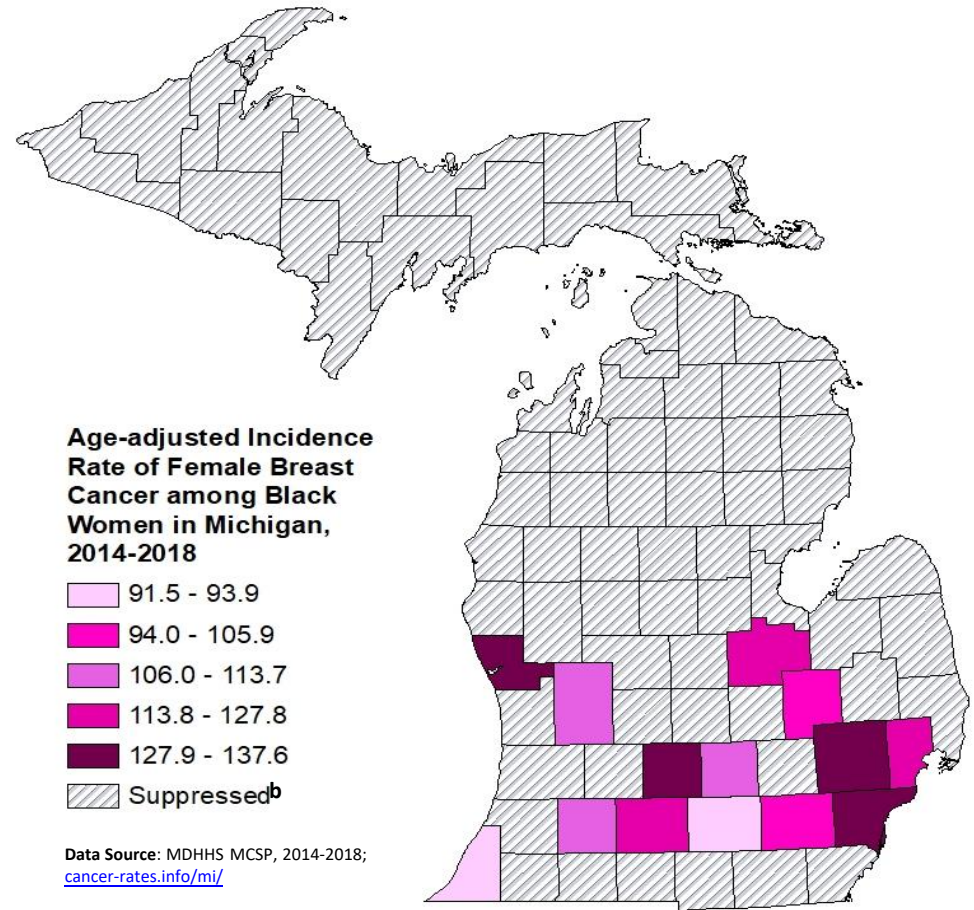 Age-adjusted Incidence
Rate of Female Breast
Cancer among Black
Women in Michigan,
2014-2018
91.5 - 93.9
94.0 - 105.9
106.0 - 113.7
113.8 - 127.8
127.9 - 137.6
Suppressedb
Data Source: MDHHS MCSP, 2014-2018;
cancer-rates.info/mi/